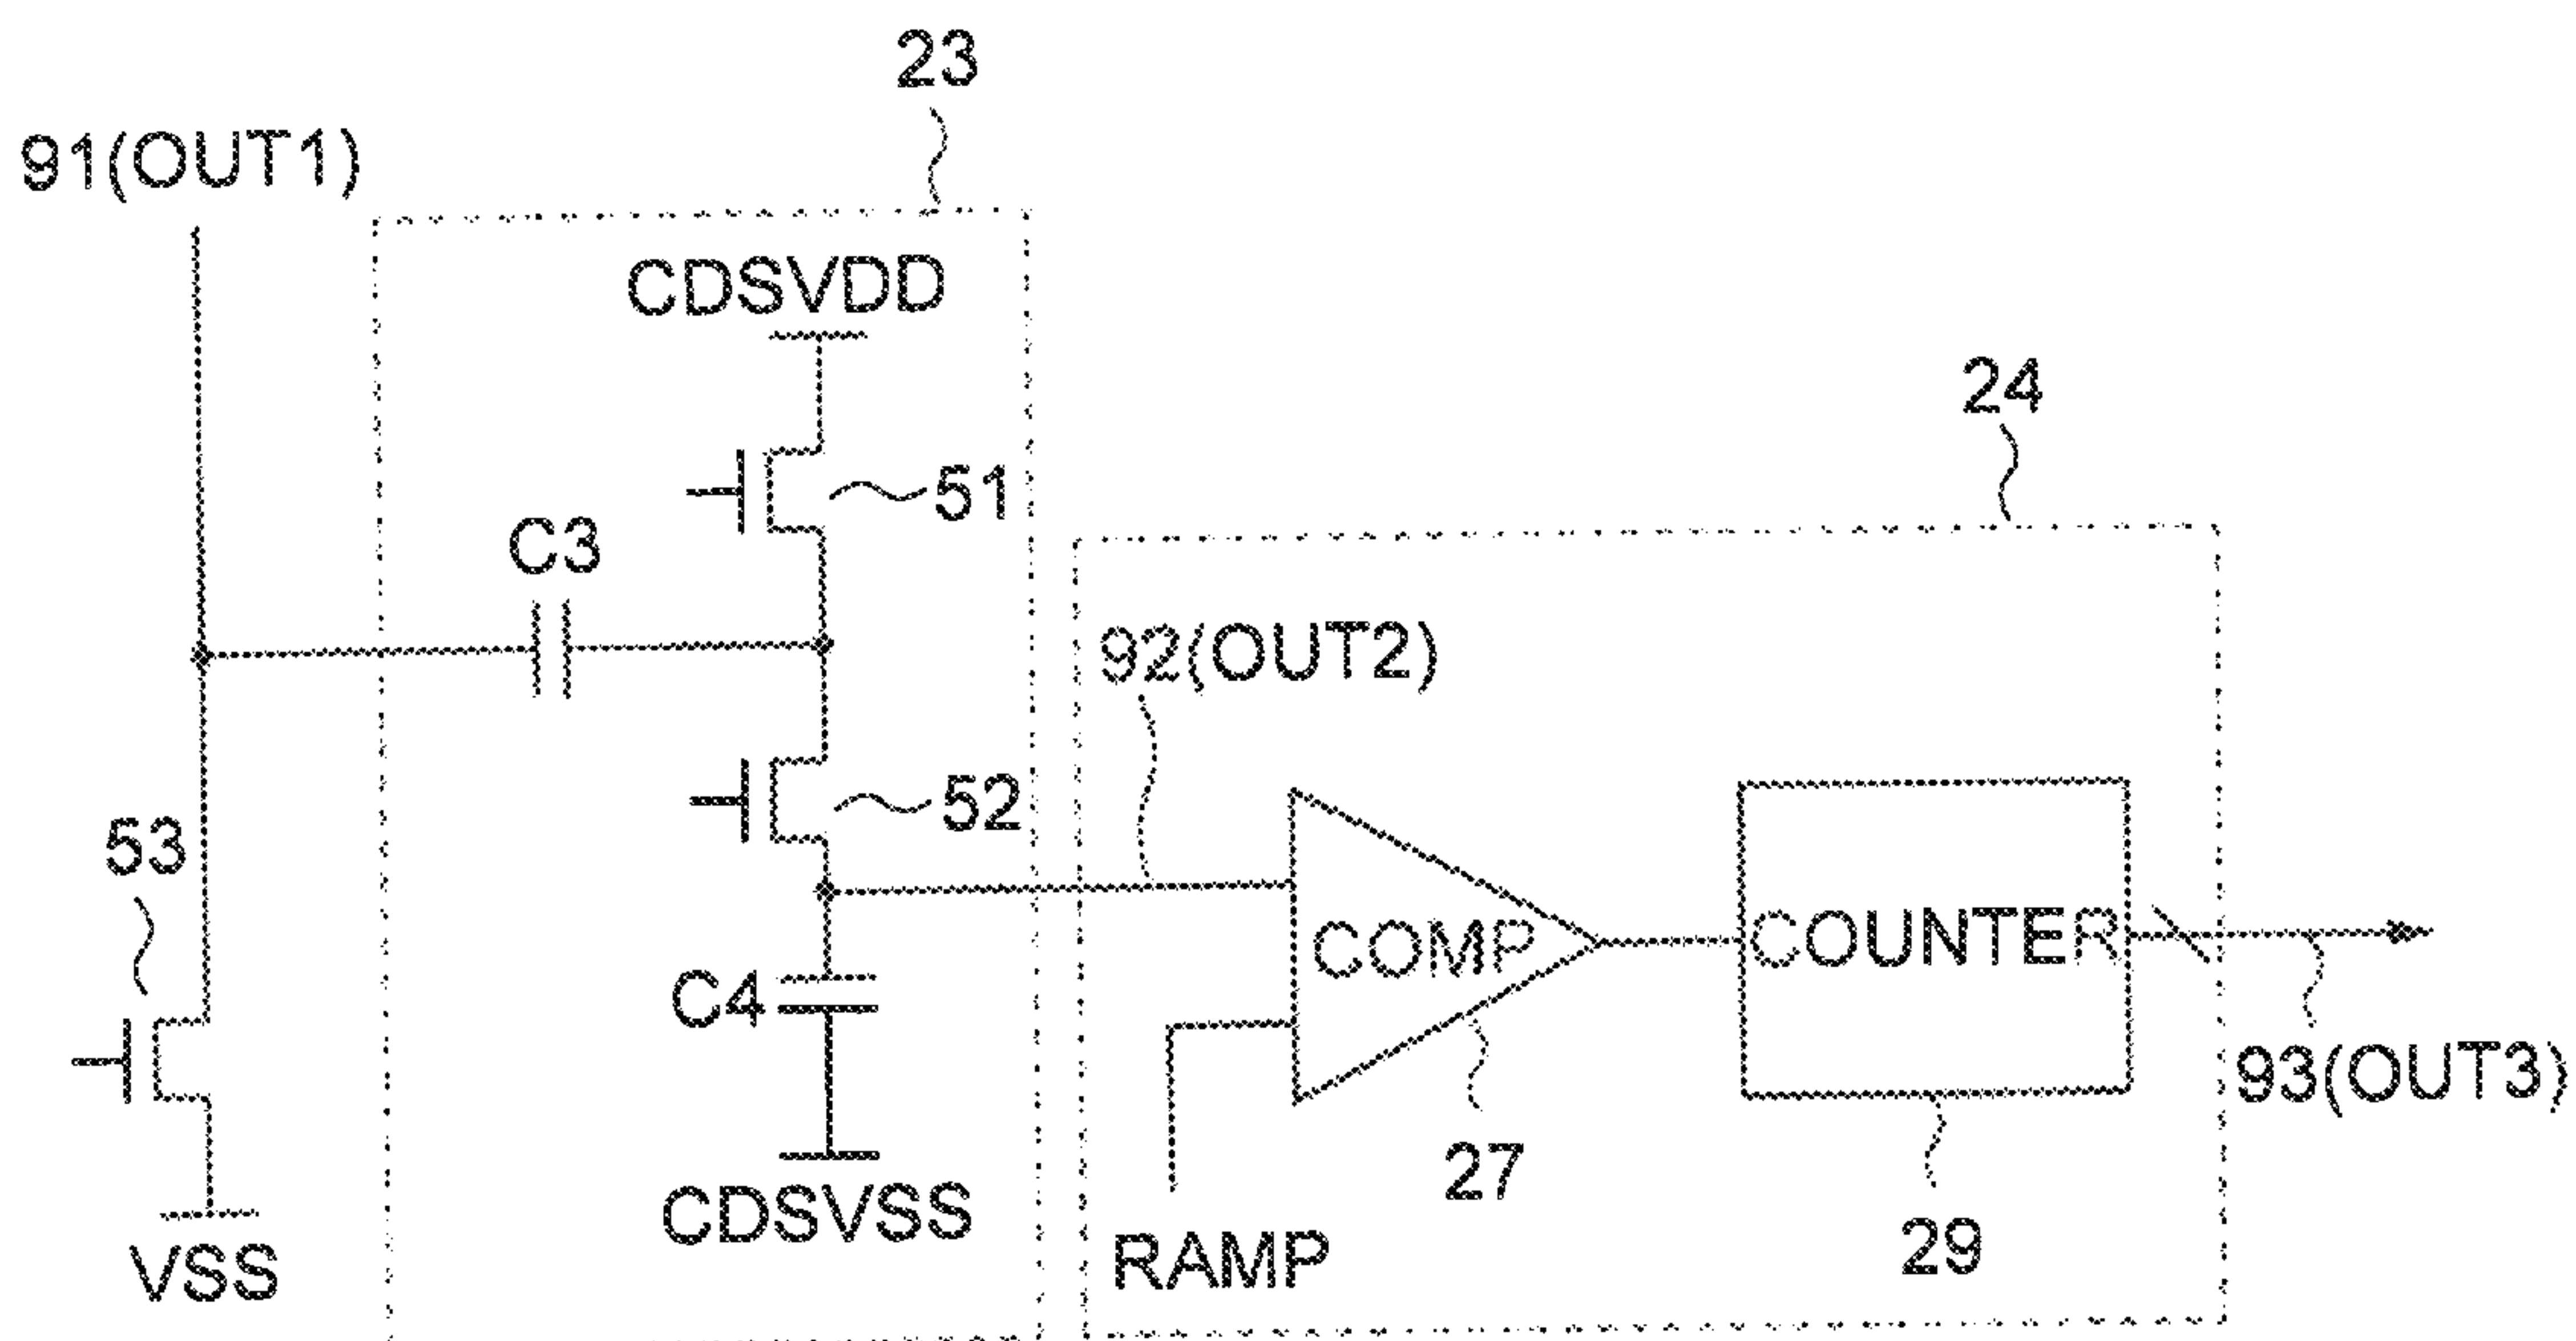 23
91(OUT1)
CDSVDD
24
51
C3
92(OUT2)
52
53
COMP
COUNTER
C4
93(OUT3)
27
CDSVSS
29
RAMP
VSS